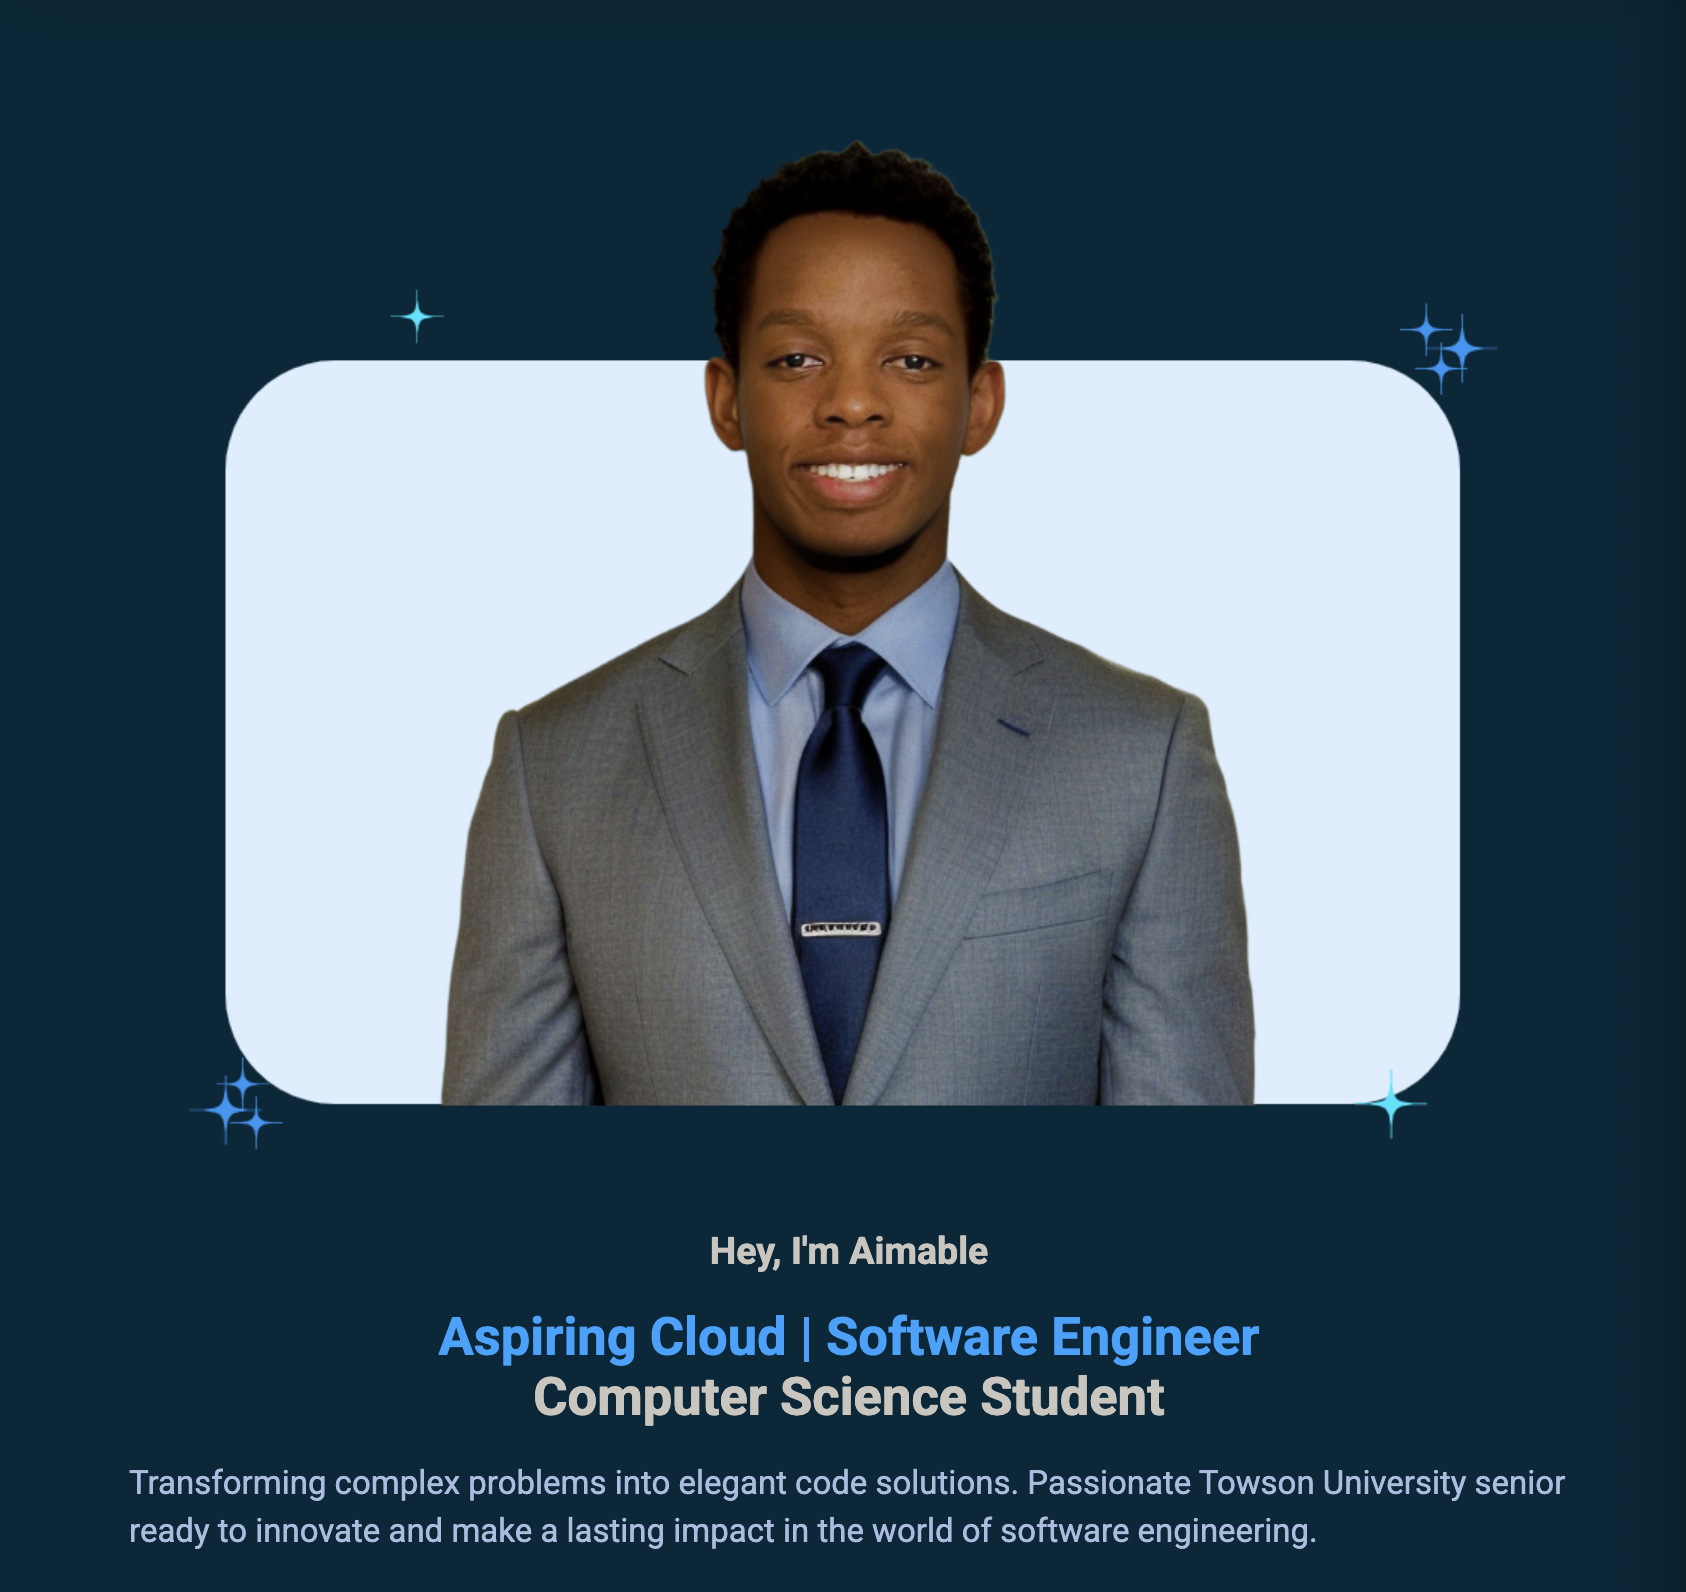 Hey, I'm Aimable
Aspiring Cloud | Software Engineer
Computer Science Student
Transforming complex problems into elegant code solutions. Passionate Towson University senior
ready to innovate and make a lasting impact in the world of software engineering.